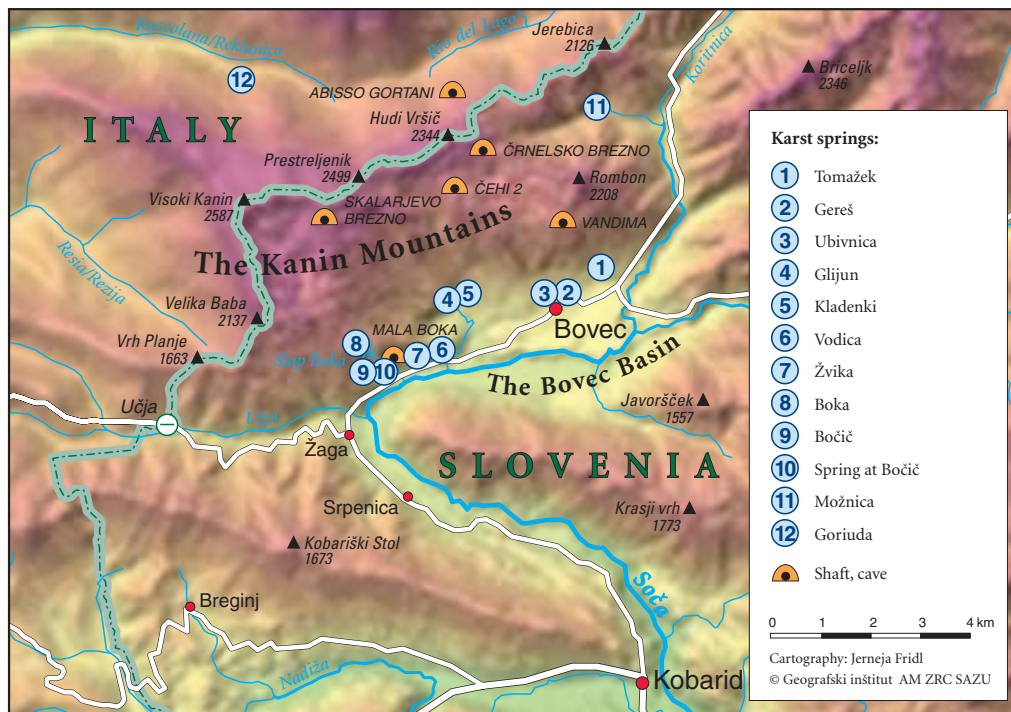 Raccolana/Reklanica
Rio del Lago
Jerebica
2126
Koritnica
Briceljk
2346
12
ABISSO GORTANI
11
ITALY
Hudi Vršič
2344
ČRNELSKO BREZNO
Prestreljenik
2499
ČEHI 2
Rombon
2208
Visoki Kanin
2587
SKALARJEVO
BREZNO
VANDIMA
The Kanin Mountains
Resia/Rezija
1
4
5
3
2
Velika Baba
2137
Bovec
MALA BOKA
8
Slap Boka
7
6
9
10
Vrh Planje
1663
The Bovec Basin
Učja
Učja
Javoršček
1557
Žaga
SLOVENIA
Srpenica
Krasji vrh
1773
Kobariški Stol
1673
Soča
Breginj
Nadiža
Kobarid
Karst springs:
1 Tomažek
2 Gereš
3 Ubivnica
4 Glijun
5 Kladenki
6 Vodica
7 Žvika
8 Boka
9 Bočič
10 Spring at Bočič
11 Možnica
12 Goriuda
Shaft, cave
0 1 2 3 4 km
Cartography: Jerneja Fridl
© Geografski inštitut AM ZRC SAZU